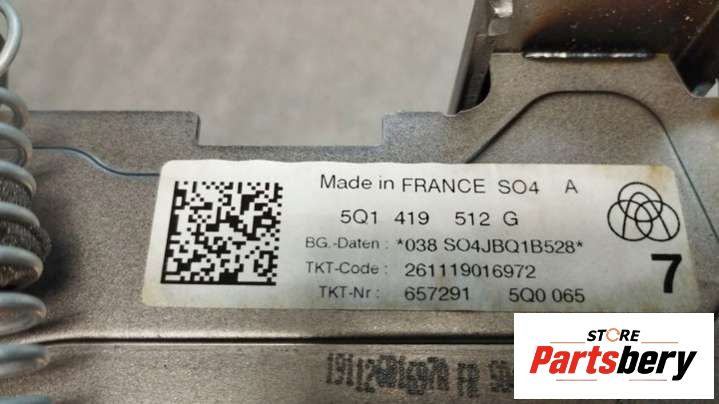 Made in FRANCE SO4 A
5Q1 419 512 G
BG.-Daten : *038 SO4JBQ1B528*
TKT-Code : 261119016972
TKT-Nr : 657291 5Q0 065
7
STORE
Partsbery